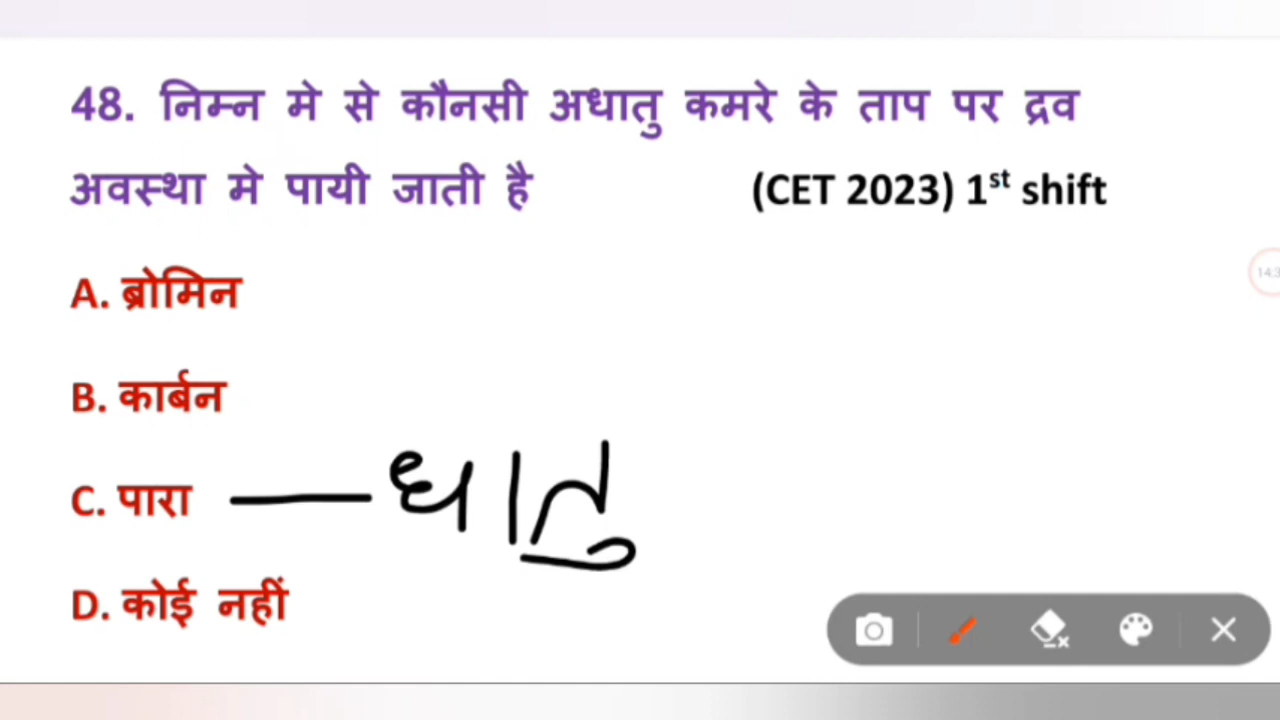 48. निम्न मे से कौनसी अधातु कमरे के ताप पर द्रव
अवस्था मे पायी जाती है (CET 2023) 1st shift
A. ब्रोमिन
B. कार्बन
C. पारा — धातु
D. कोई नहीं